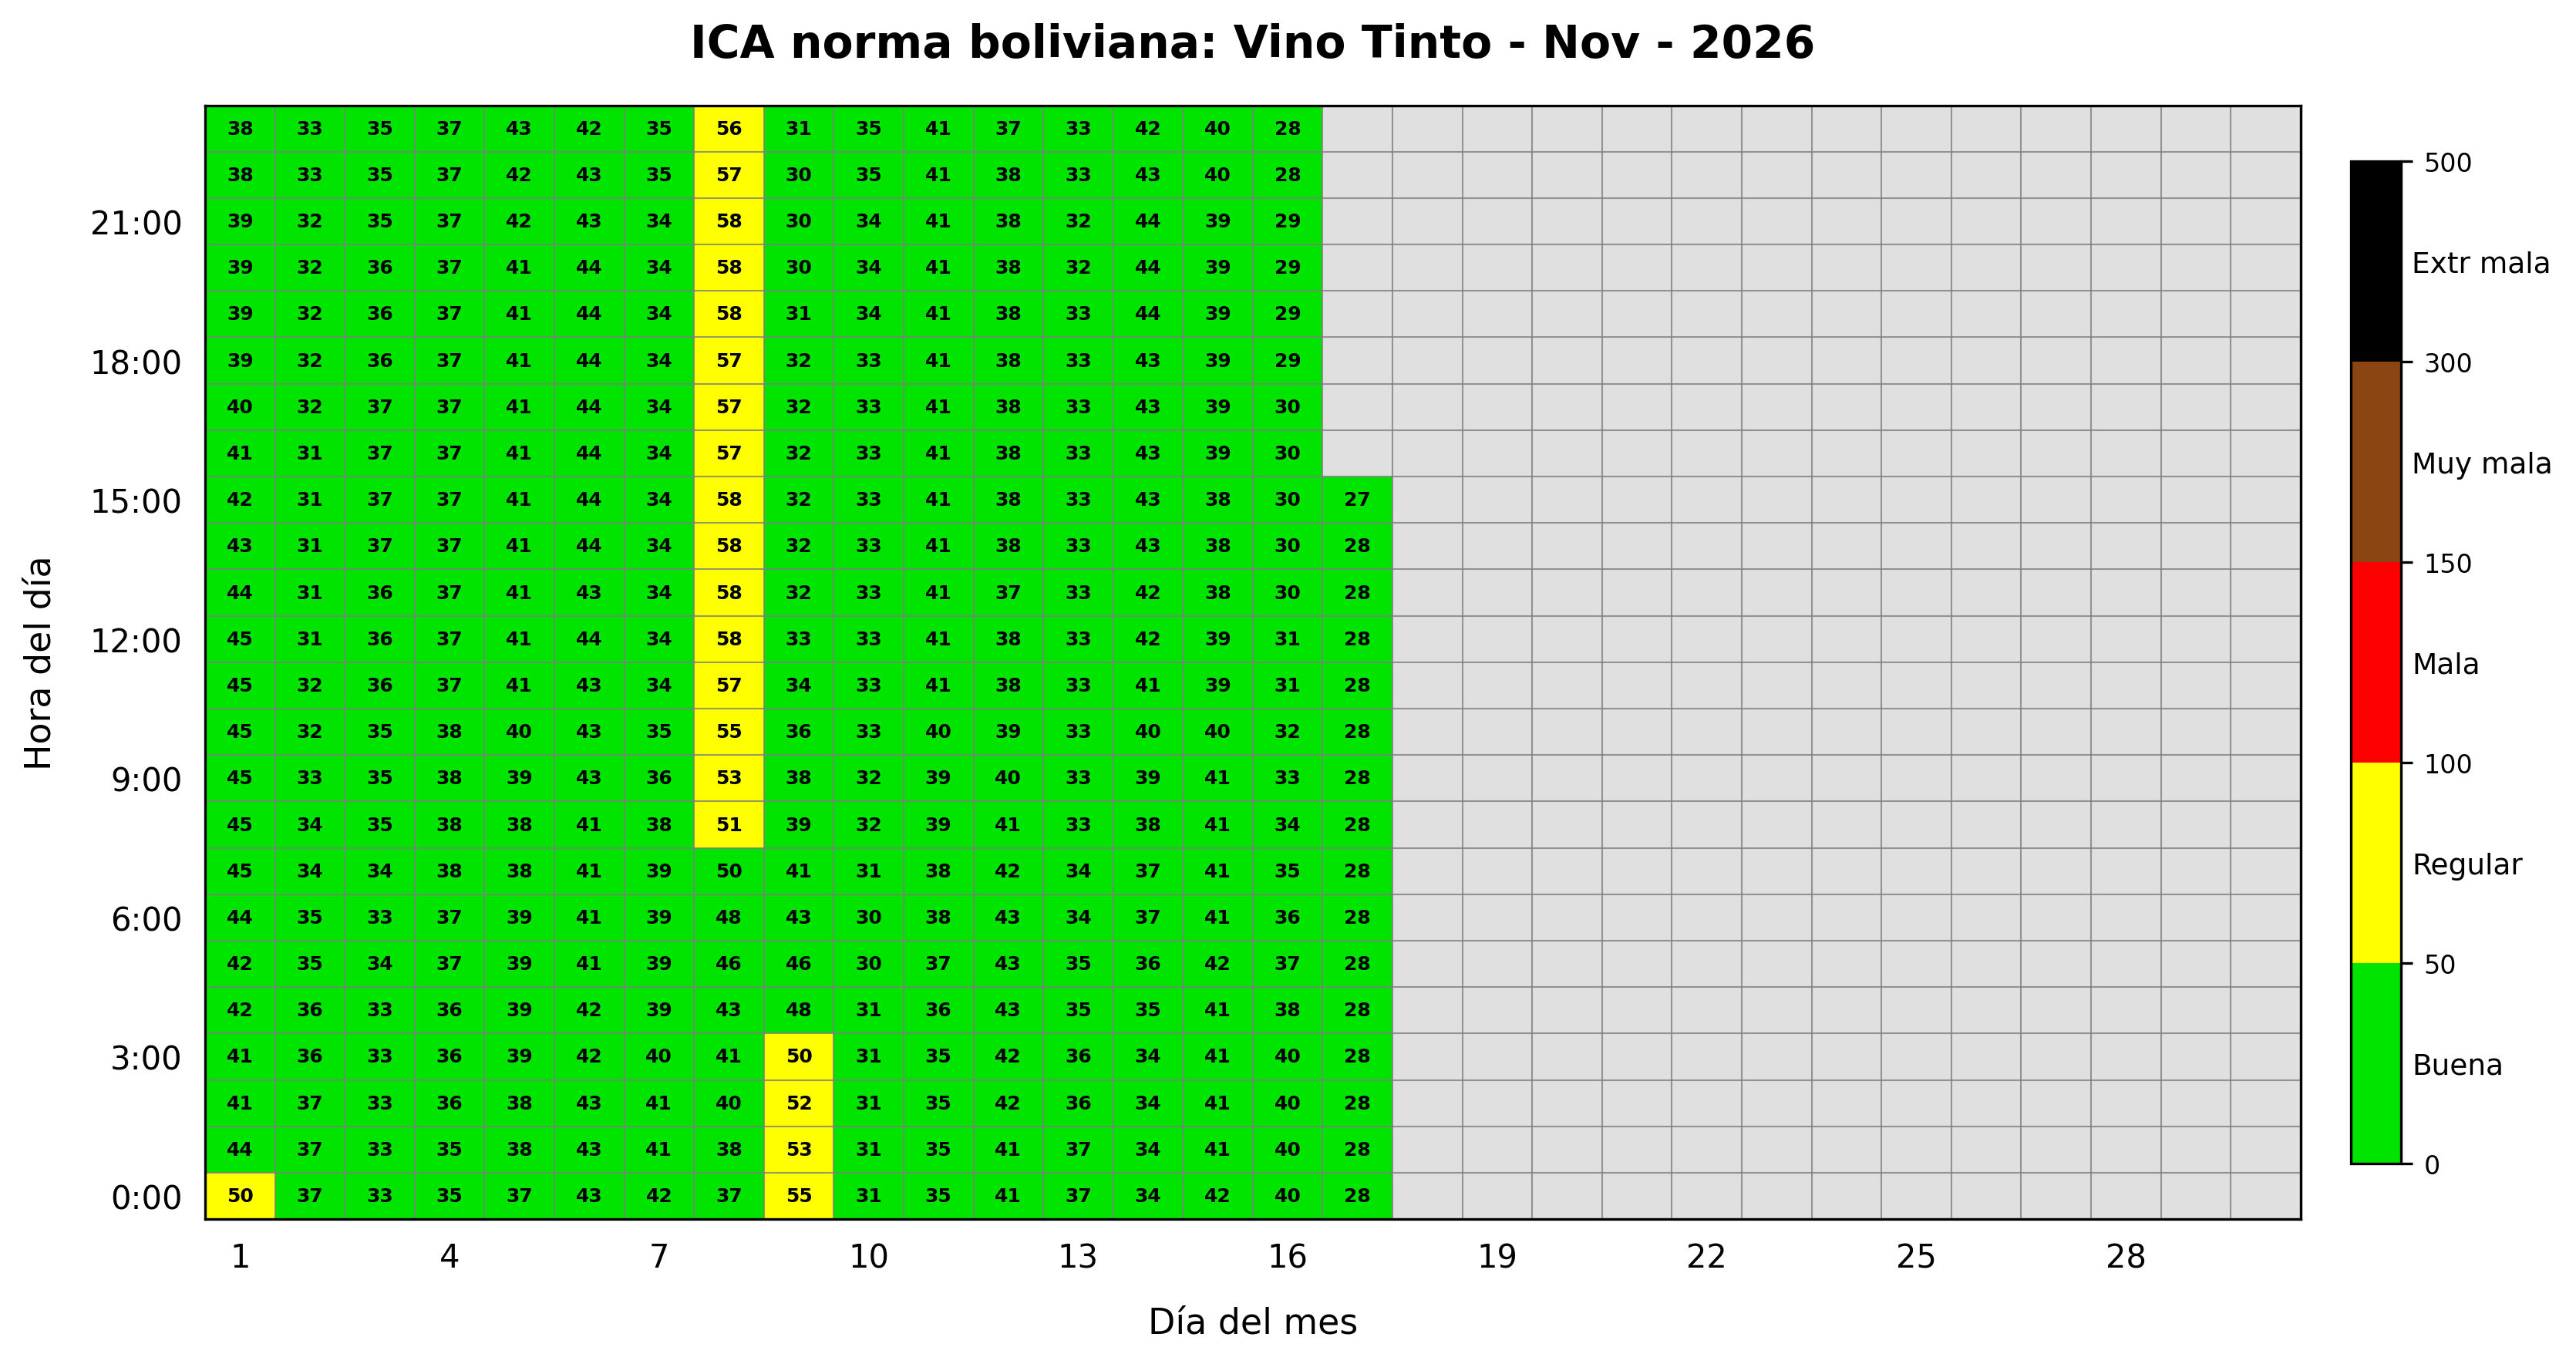 ICA norma boliviana: Vino Tinto - Nov - 2026
38 33 35 37 43 42 35 56 31 35 41 37 33 42 40 28
38 33 35 37 42 43 35 57 30 35 41 38 33 43 40 28
21:00 39 32 35 37 42 43 34 58 30 34 41 38 32 44 39 29
39 32 36 37 41 44 34 58 30 34 41 38 32 44 39 29
39 32 36 37 41 44 34 58 31 34 41 38 33 44 39 29
18:00 39 32 36 37 41 44 34 57 32 33 41 38 33 43 39 29
40 32 37 37 41 44 34 57 32 33 41 38 33 43 39 30
41 31 37 37 41 44 34 57 32 33 41 38 33 43 39 30
15:00 42 31 37 37 41 44 34 58 32 33 41 38 33 43 38 30 27
43 31 37 37 41 44 34 58 32 33 41 38 33 43 38 30 28
44 31 36 37 41 43 34 58 32 33 41 37 33 42 38 30 28
12:00 45 31 36 37 41 44 34 58 33 33 41 38 33 42 39 31 28
45 32 36 37 41 43 34 57 34 33 41 38 33 41 39 31 28
45 32 35 38 40 43 35 55 36 33 40 39 33 40 40 32 28
9:00 45 33 35 38 39 43 36 53 38 32 39 40 33 39 41 33 28
45 34 35 38 38 41 38 51 39 32 39 41 33 38 41 34 28
45 34 34 38 38 41 39 50 41 31 38 42 34 37 41 35 28
6:00 44 35 33 37 39 41 39 48 43 30 38 43 34 37 41 36 28
42 35 34 37 39 41 39 46 46 30 37 43 35 36 42 37 28
42 36 33 36 39 42 39 43 48 31 36 43 35 35 41 38 28
3:00 41 36 33 36 39 42 40 41 50 31 35 42 36 34 41 40 28
41 37 33 36 38 43 41 40 52 31 35 42 36 34 41 40 28
44 37 33 35 38 43 41 38 53 31 35 41 37 34 41 40 28
0:00 50 37 33 35 37 43 42 37 55 31 35 41 37 34 42 40 28
1 4 7 10 13 16 19 22 25 28
Día del mes
Hora del día
500
Extr mala
300
Muy mala
150
Mala
100
Regular
50
Buena
0